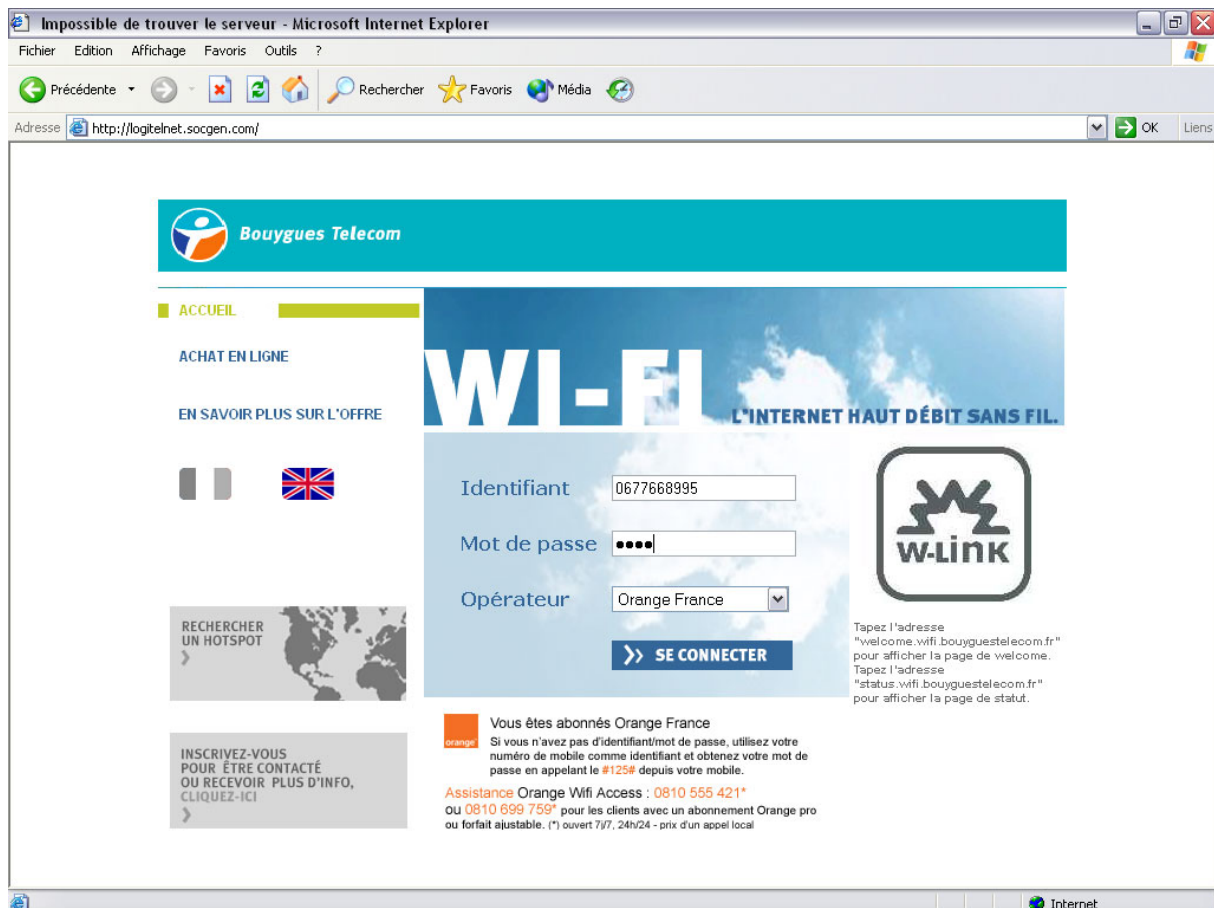 Impossible de trouver le serveur - Microsoft Internet Explorer
Fichier Edition Affichage Favoris Outils ?
Précédente Rechercher Favoris Média
Adresse http://logitelnet.socgen.com/ OK Liens
Bouygues Telecom
ACCUEIL
ACHAT EN LIGNE
EN SAVOIR PLUS SUR L'OFFRE
WI-FI
L'INTERNET HAUT DÉBIT SANS FIL.
Identifiant 0677668995
Mot de passe ••••
Opérateur Orange France
>> SE CONNECTER
W-LinK
Tapez l'adresse
"welcome.wifi.bouyguestelecom.fr"
pour afficher la page de welcome.
Tapez l'adresse
"status.wifi.bouyguestelecom.fr"
pour afficher la page de statut.
RECHERCHER
UN HOTSPOT
>
INSCRIVEZ-VOUS
POUR ÊTRE CONTACTÉ
OU RECEVOIR PLUS D'INFO,
CLIQUEZ-ICI
>
orange
Vous êtes abonnés Orange France
Si vous n'avez pas d'identifiant/mot de passe, utilisez votre
numéro de mobile comme identifiant et obtenez votre mot de
passe en appelant le #125# depuis votre mobile.
Assistance Orange Wifi Access : 0810 555 421*
ou 0810 699 759* pour les clients avec un abonnement Orange pro
ou forfait ajustable. (*) ouvert 7j/7, 24h/24 - prix d'un appel local
Internet